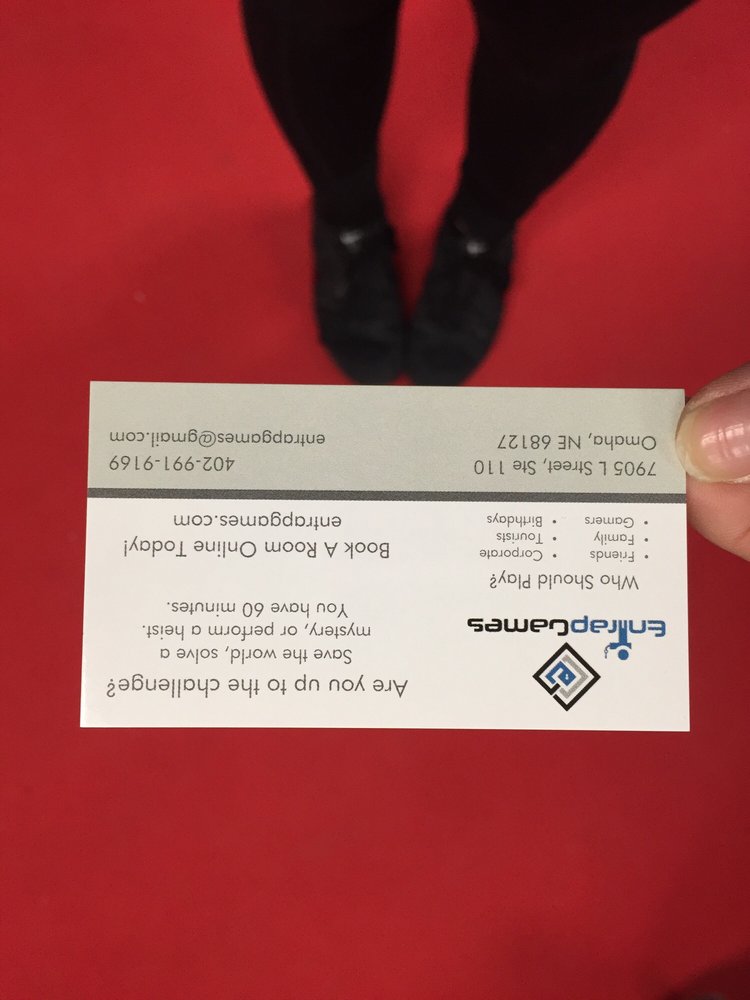 EntrapGames
Who Should Play?
• Friends
• Family
• Gamers
• Corporate
• Tourists
• Birthdays
Are you up to the challenge?
Save the world, solve a
mystery, or perform a heist.
You have 60 minutes.
Book A Room Online Today!
entrapgames.com
7905 L Street, Ste 110
Omaha, NE 68127
402-991-9169
entrapgames@gmail.com